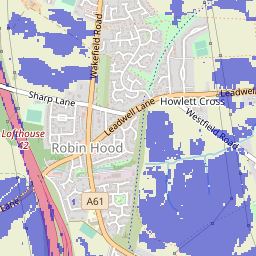 Wakefield Road
Sharp Lane
Leadwell Lane
Leadwell
Howlett Cross
Westfield Road
Lofthouse
42
Robin Hood
Lane
A61